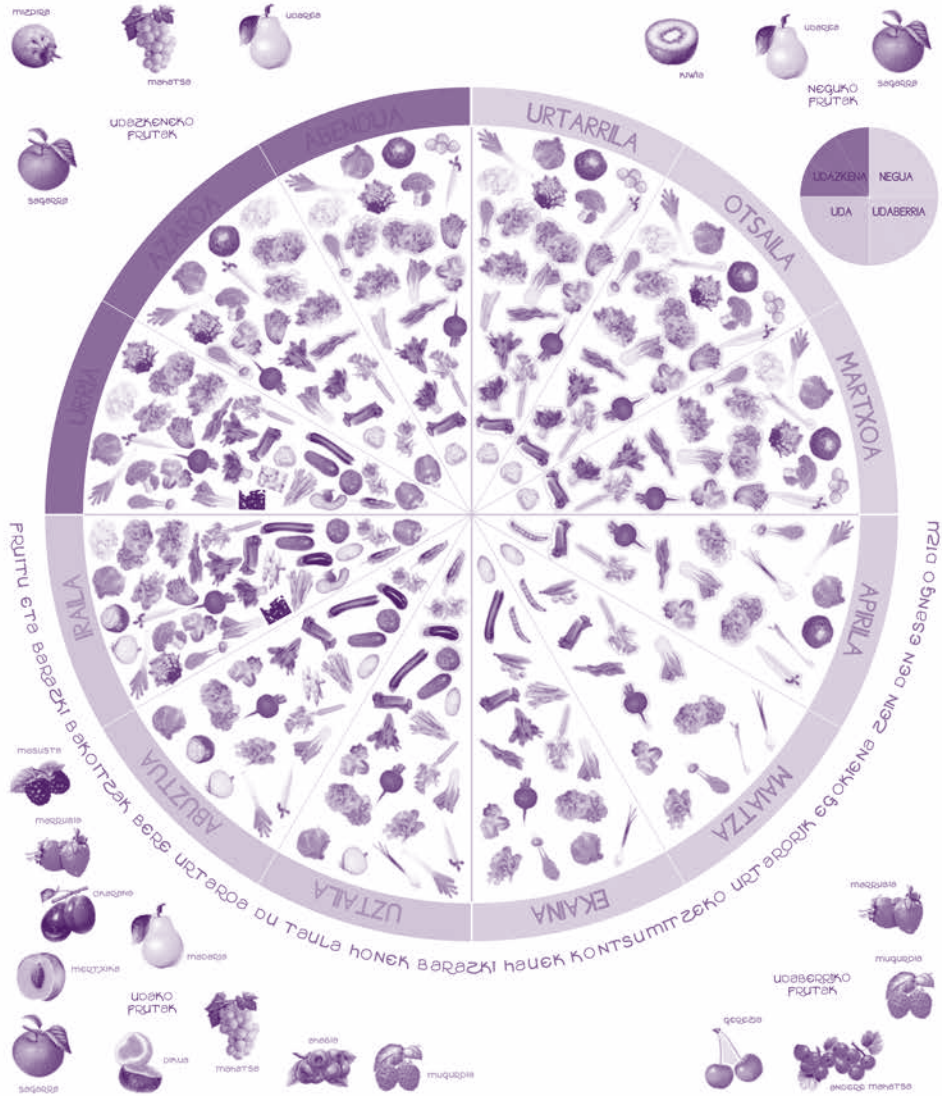 MIZPIRA
MAHATSA
UDAREA
UDAZKENEKO
FRUTAK
SAGARRA
KIWIA
UDAREA
SAGARRA
NEGUKO
FRUTAK
UDAZKENA
NEGUA
UDA
UDABERRIA
URTARRILA
OTSAILA
MARTXOA
APIRILA
MAIATZA
EKAINA
UZTAILA
ABUZTUA
IRAILA
URRIA
AZAROA
ABENDUA
FRUITU ETA BARAZKI BAKOITZAK BERE URTAROA DU TAULA HONEK BARAZKI HAUEK KONTSUMITZEKO URTARORIK EGOKIENA ZEIN DEN ESANGO DIZU
MASUSTA
MARRUBIA
OKARANA
MADARIA
MERTXIKA
UDAKO
FRUTAK
SAGARRA
PIKUA
MAHATSA
AHABIA
MUGURDIA
MARRUBIA
MUGURDIA
UDABERRIKO
FRUTAK
GEREZIA
ANDERE MAHATSA